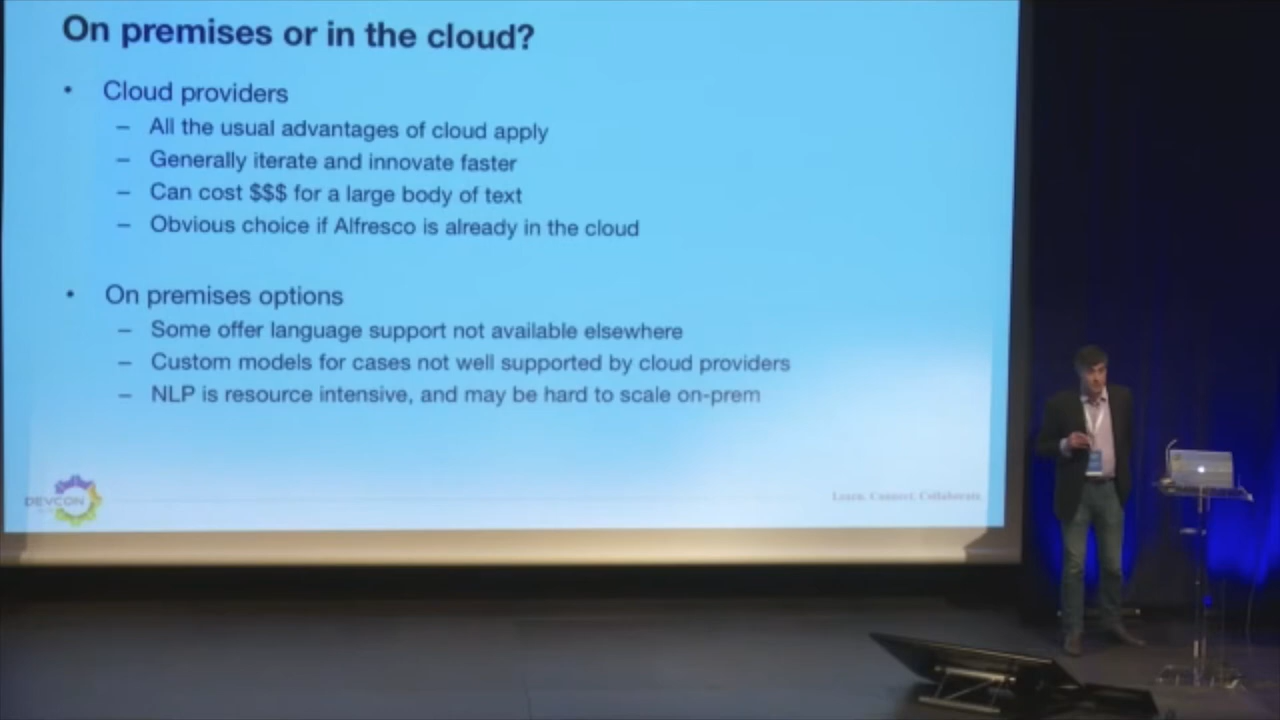 On premises or in the cloud?
• Cloud providers
– All the usual advantages of cloud apply
– Generally iterate and innovate faster
– Can cost $$$ for a large body of text
– Obvious choice if Alfresco is already in the cloud
• On premises options
– Some offer language support not available elsewhere
– Custom models for cases not well supported by cloud providers
– NLP is resource intensive, and may be hard to scale on-prem
DEVCON
Learn. Connect. Collaborate.